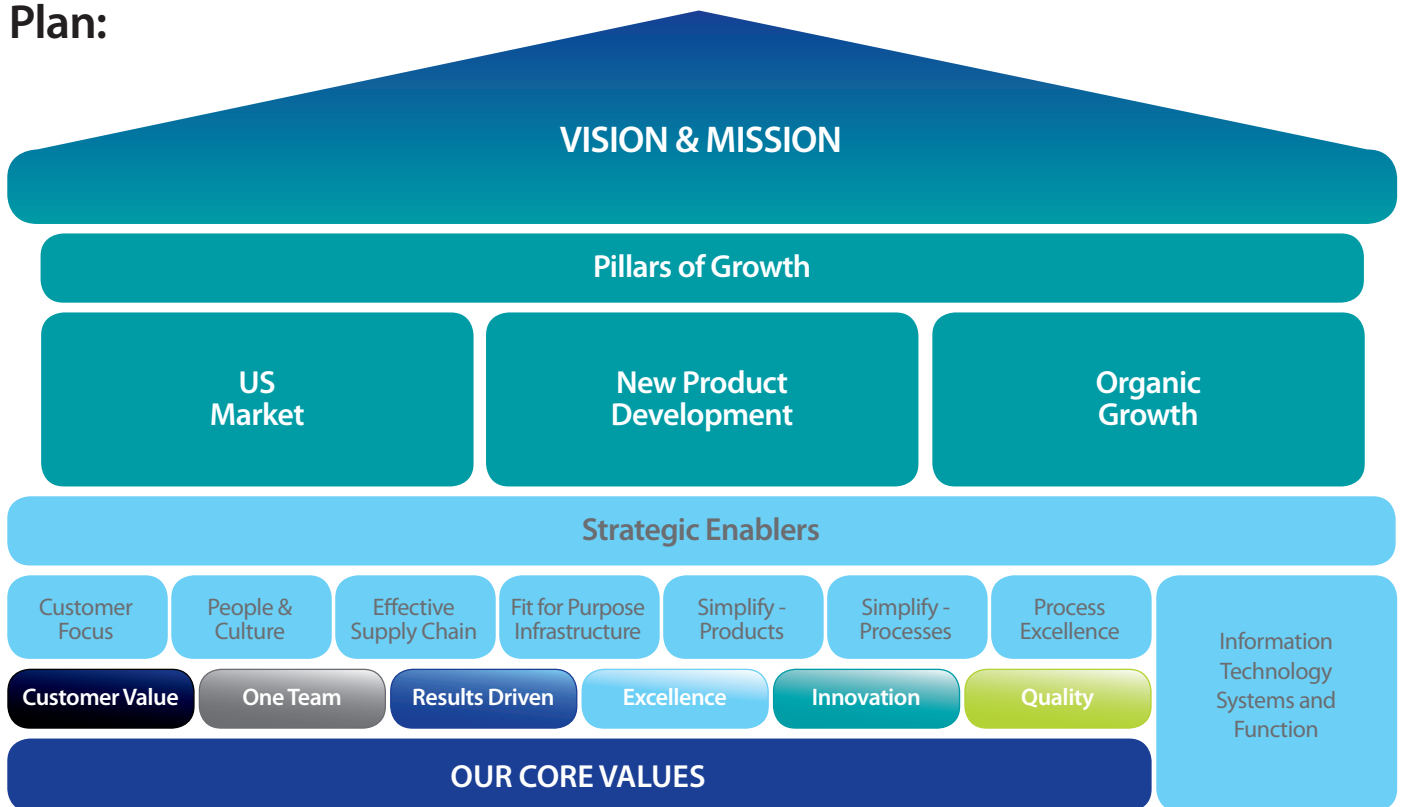 Plan:
VISION & MISSION
Pillars of Growth
US
Market
New Product
Development
Organic
Growth
Strategic Enablers
Customer
Focus
People &
Culture
Effective
Supply Chain
Fit for Purpose
Infrastructure
Simplify -
Products
Simplify -
Processes
Process
Excellence
Information
Technology
Systems and
Function
Customer Value
One Team
Results Driven
Excellence
Innovation
Quality
OUR CORE VALUES